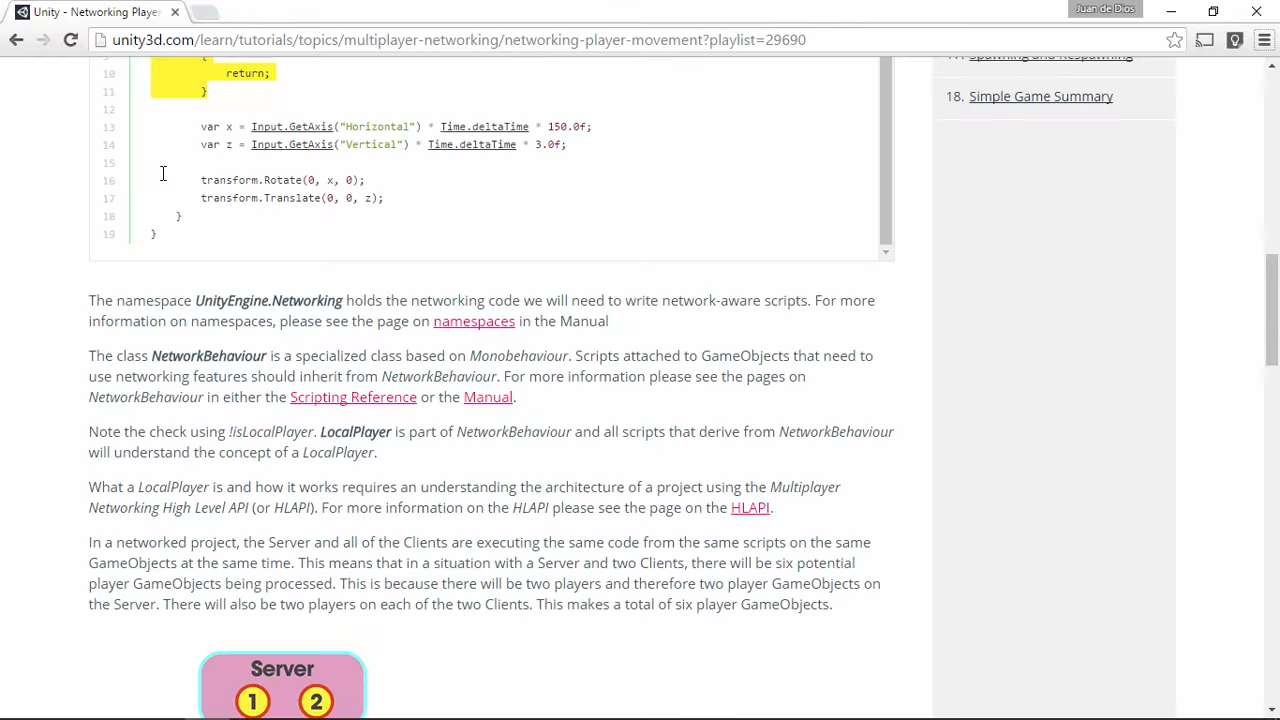 Unity - Networking Player
Juan de Dios
unity3d.com/learn/tutorials/topics/multiplayer-networking/networking-player-movement?playlist=29690
9 {
10 return;
11 }
12
13 var x = Input.GetAxis("Horizontal") * Time.deltaTime * 150.0f;
14 var z = Input.GetAxis("Vertical") * Time.deltaTime * 3.0f;
15
16 transform.Rotate(0, x, 0);
17 transform.Translate(0, 0, z);
18 }
19 }
Spawning and Respawning
18. Simple Game Summary
The namespace UnityEngine.Networking holds the networking code we will need to write network-aware scripts. For more
information on namespaces, please see the page on namespaces in the Manual
The class NetworkBehaviour is a specialized class based on Monobehaviour. Scripts attached to GameObjects that need to
use networking features should inherit from NetworkBehaviour. For more information please see the pages on
NetworkBehaviour in either the Scripting Reference or the Manual.
Note the check using !isLocalPlayer. LocalPlayer is part of NetworkBehaviour and all scripts that derive from NetworkBehaviour
will understand the concept of a LocalPlayer.
What a LocalPlayer is and how it works requires an understanding the architecture of a project using the Multiplayer
Networking High Level API (or HLAPI). For more information on the HLAPI please see the page on the HLAPI.
In a networked project, the Server and all of the Clients are executing the same code from the same scripts on the same
GameObjects at the same time. This means that in a situation with a Server and two Clients, there will be six potential
player GameObjects being processed. This is because there will be two players and therefore two player GameObjects on
the Server. There will also be two players on each of the two Clients. This makes a total of six player GameObjects.
Server
1 2